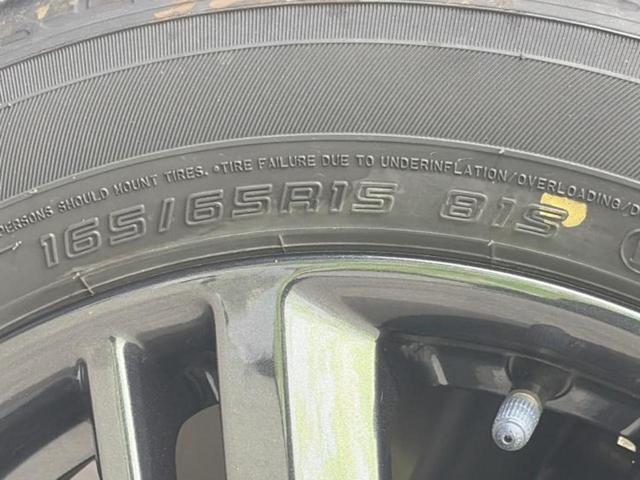 PERSONS SHOULD MOUNT TIRES. •TIRE FAILURE DUE TO UNDERINFLATION/OVERLOADING/
165/65R15 81S